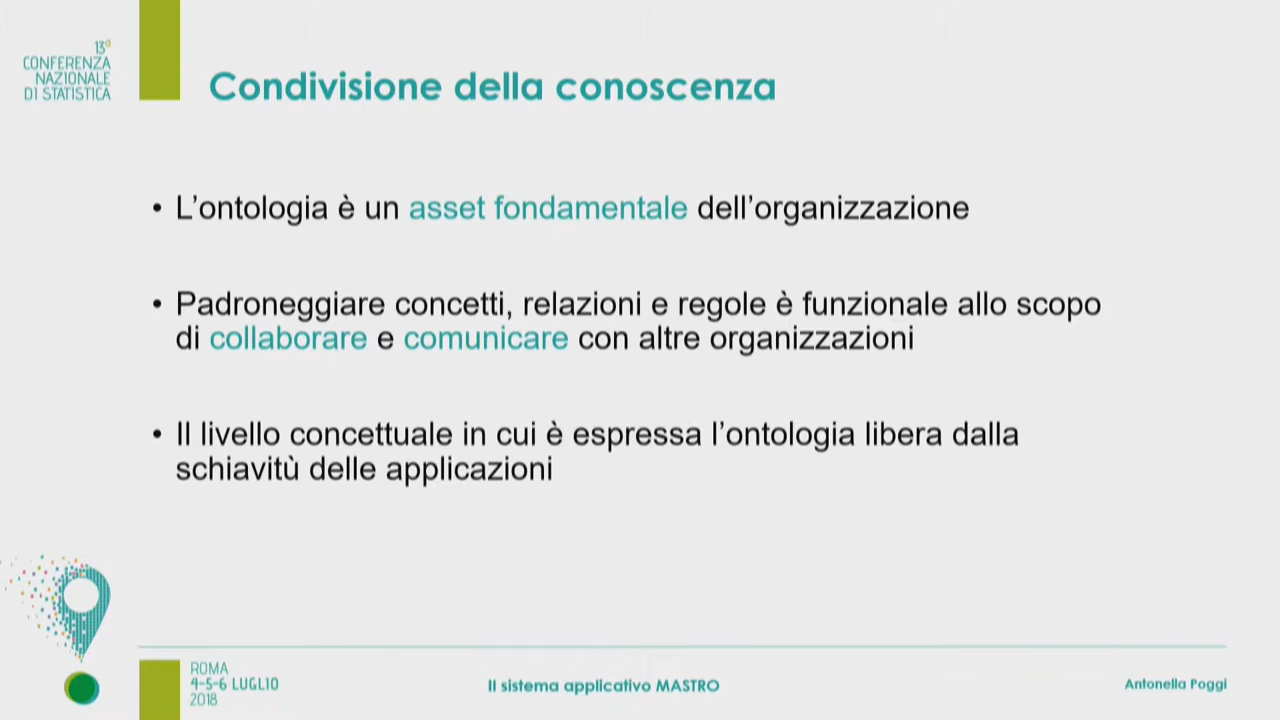 13ª
CONFERENZA
NAZIONALE
DI STATISTICA
Condivisione della conoscenza
• L’ontologia è un asset fondamentale dell’organizzazione
• Padroneggiare concetti, relazioni e regole è funzionale allo scopo
di collaborare e comunicare con altre organizzazioni
• Il livello concettuale in cui è espressa l’ontologia libera dalla
schiavitù delle applicazioni
ROMA
4-5-6 LUGLIO
2018
Il sistema applicativo MASTRO
Antonella Poggi